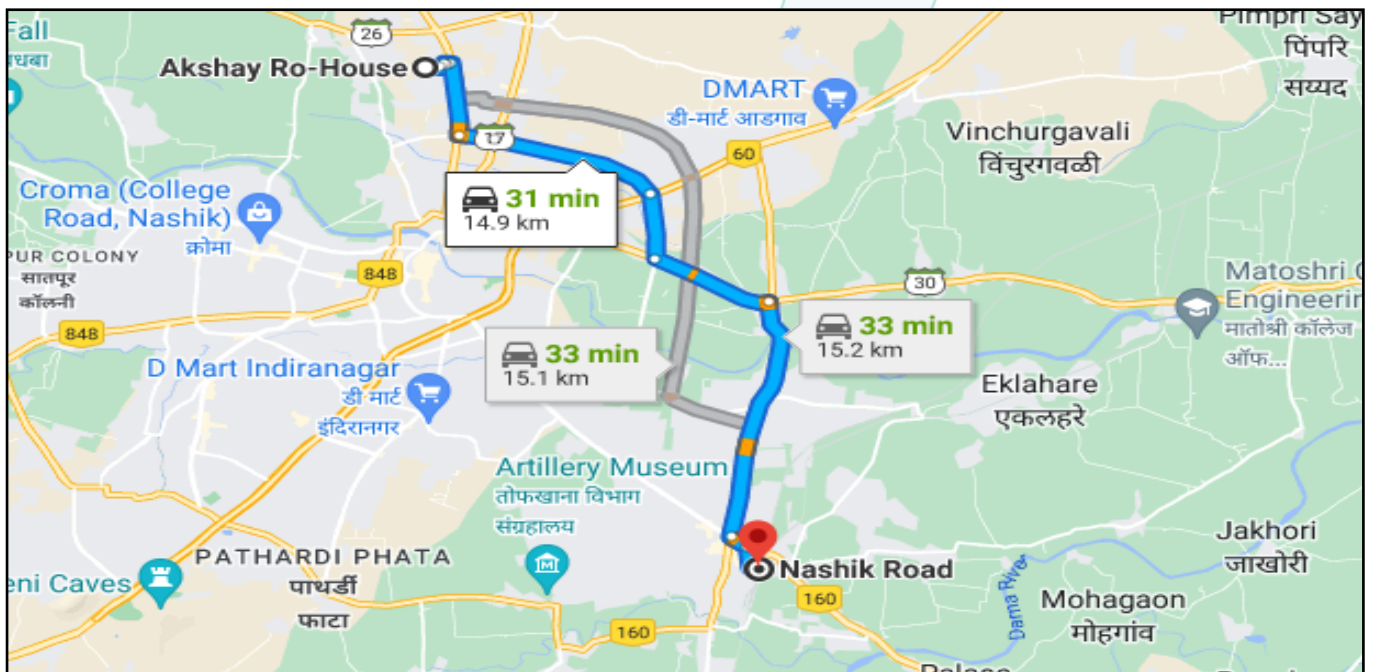 Fall
धबा
26
Akshay Ro-House
Pimpri Say
पिंपरि
सय्यद
DMART
डी-मार्ट आडगाव
17
60
Vinchurgavali
विंचुरगवळी
Croma (College
Road, Nashik)
क्रोमा
31 min
14.9 km
PUR COLONY
सातपूर
कॉलनी
848
848
30
Matoshri
Engineerin
मातोश्री कॉलेज
ऑफ...
33 min
15.2 km
33 min
15.1 km
D Mart Indiranagar
डी मार्ट
इंदिरानगर
Eklahare
एकलहरे
Artillery Museum
तोफखाना विभाग
संग्रहालय
PATHARDI PHATA
पाथर्डी
फाटा
eni Caves
Nashik Road
160
160
Darna River
Jakhori
जाखोरी
Mohagaon
मोहगांव